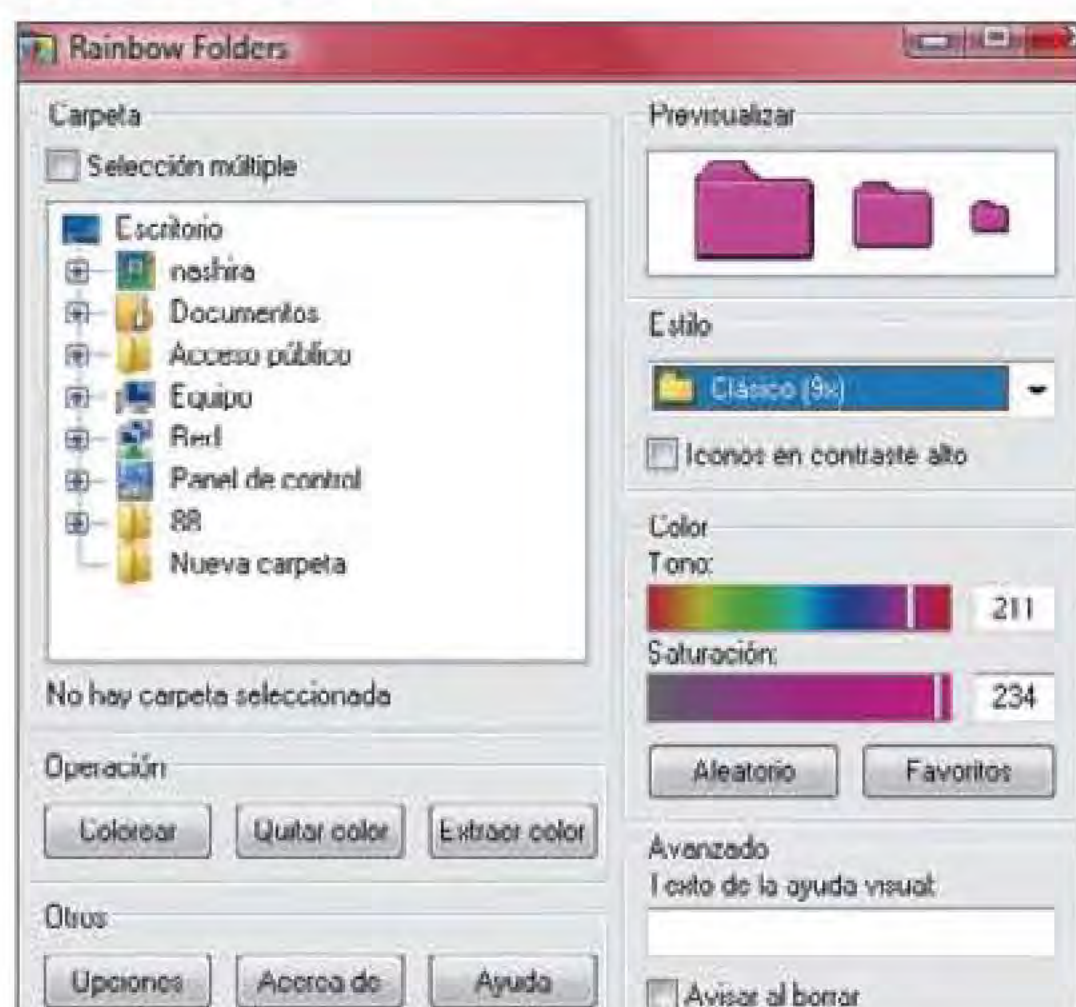 Rainbow Folders
Carpeta
Selección múltiple
Escritorio
nashira
Documentos
Acceso público
Equipo
Red
Panel de control
88
Nueva carpeta
No hay carpeta seleccionada
Operación
Colorear
Quitar color
Extraer color
Otros
Opciones
Acerca de
Ayuda
Previsualizar
Estilo
Clásico (9x)
Iconos en contraste alto
Color
Tono:
211
Saturación:
234
Aleatorio
Favoritos
Avanzado
Texto de la ayuda visual
Avisar al borrar